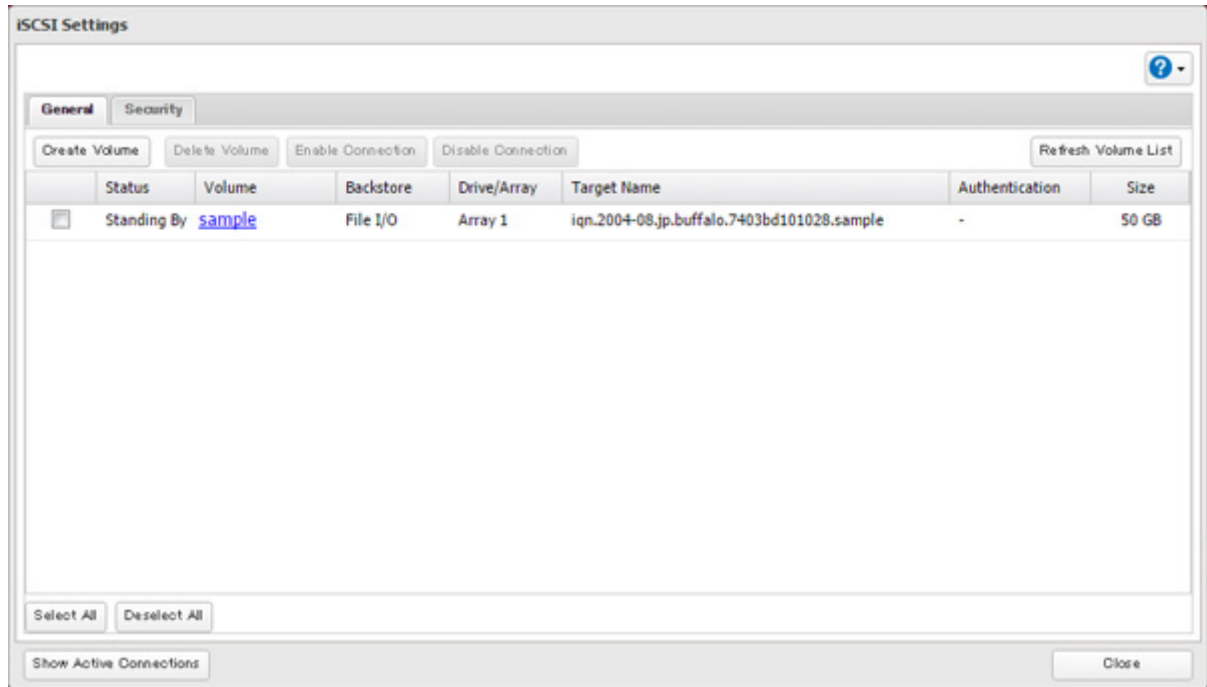 iSCSI Settings
?
General Security
Create Volume Delete Volume Enable Connection Disable Connection Refresh Volume List
Status Volume Backstore Drive/Array Target Name Authentication Size
Standing By sample File I/O Array 1 iqn.2004-08.jp.buffalo.7403bd101028.sample - 50 GB
Select All Deselect All
Show Active Connections Close